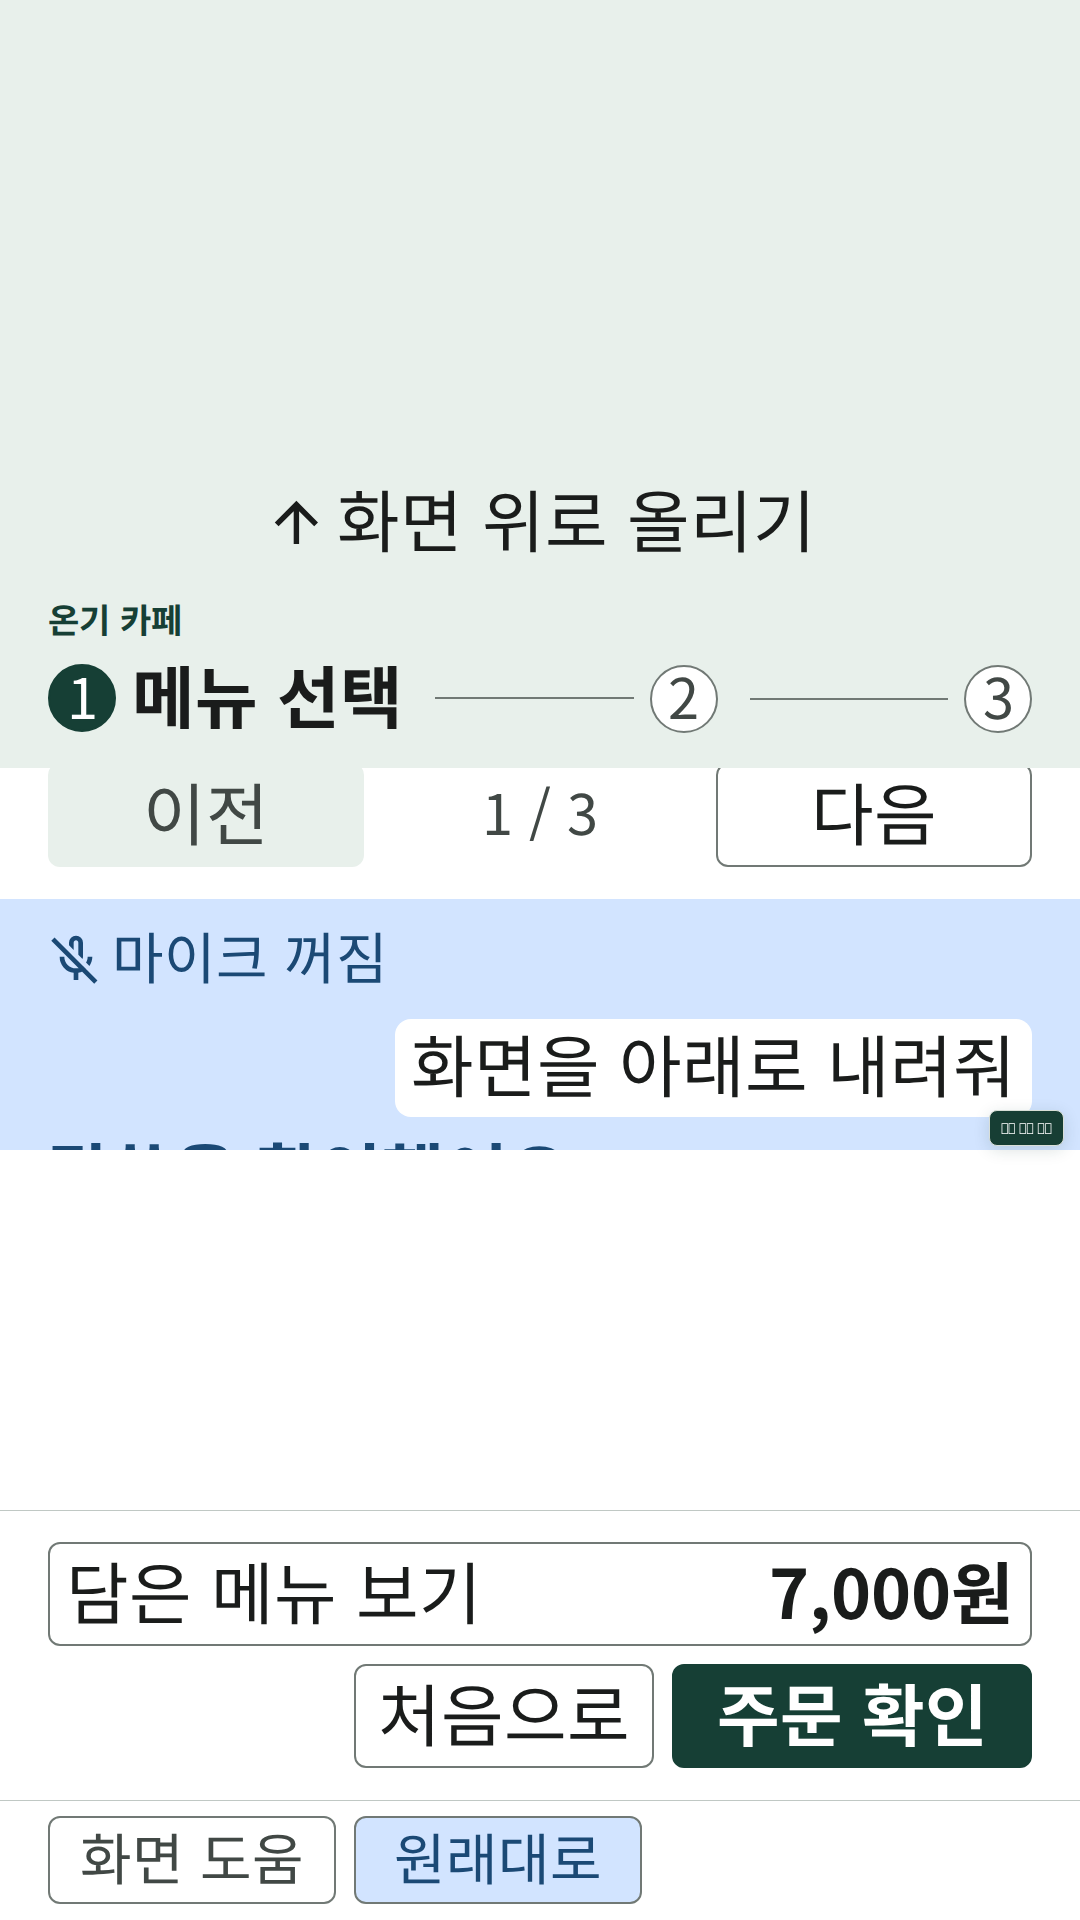 화면 위로 올리기
온기 카페
1 메뉴 선택 2 3
이전 1 / 3 다음
마이크 꺼짐
화면을 아래로 내려줘
담은 메뉴 보기 7,000원
처음으로 주문 확인
화면 도움 원래대로